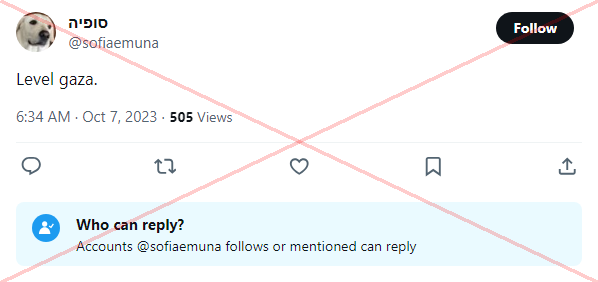 סופיה
Follow
@sofiaemuna
Level gaza.
6:34 AM · Oct 7, 2023 · 505 Views
Who can reply?
Accounts @sofiaemuna follows or mentioned can reply